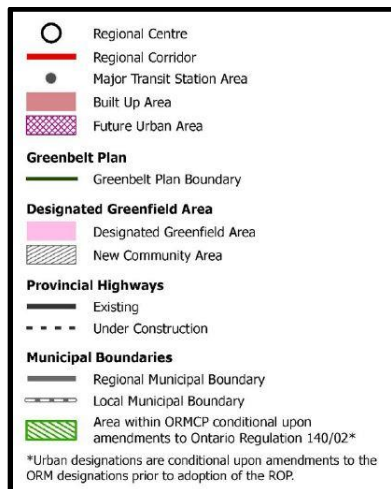 Regional Centre
Regional Corridor
Major Transit Station Area
Built Up Area
Future Urban Area
Greenbelt Plan
Greenbelt Plan Boundary
Designated Greenfield Area
Designated Greenfield Area
New Community Area
Provincial Highways
Existing
Under Construction
Municipal Boundaries
Regional Municipal Boundary
Local Municipal Boundary
Area within ORMCP conditional upon
amendments to Ontario Regulation 140/02*
*Urban designations are conditional upon amendments to the
ORM designations prior to adoption of the ROP.